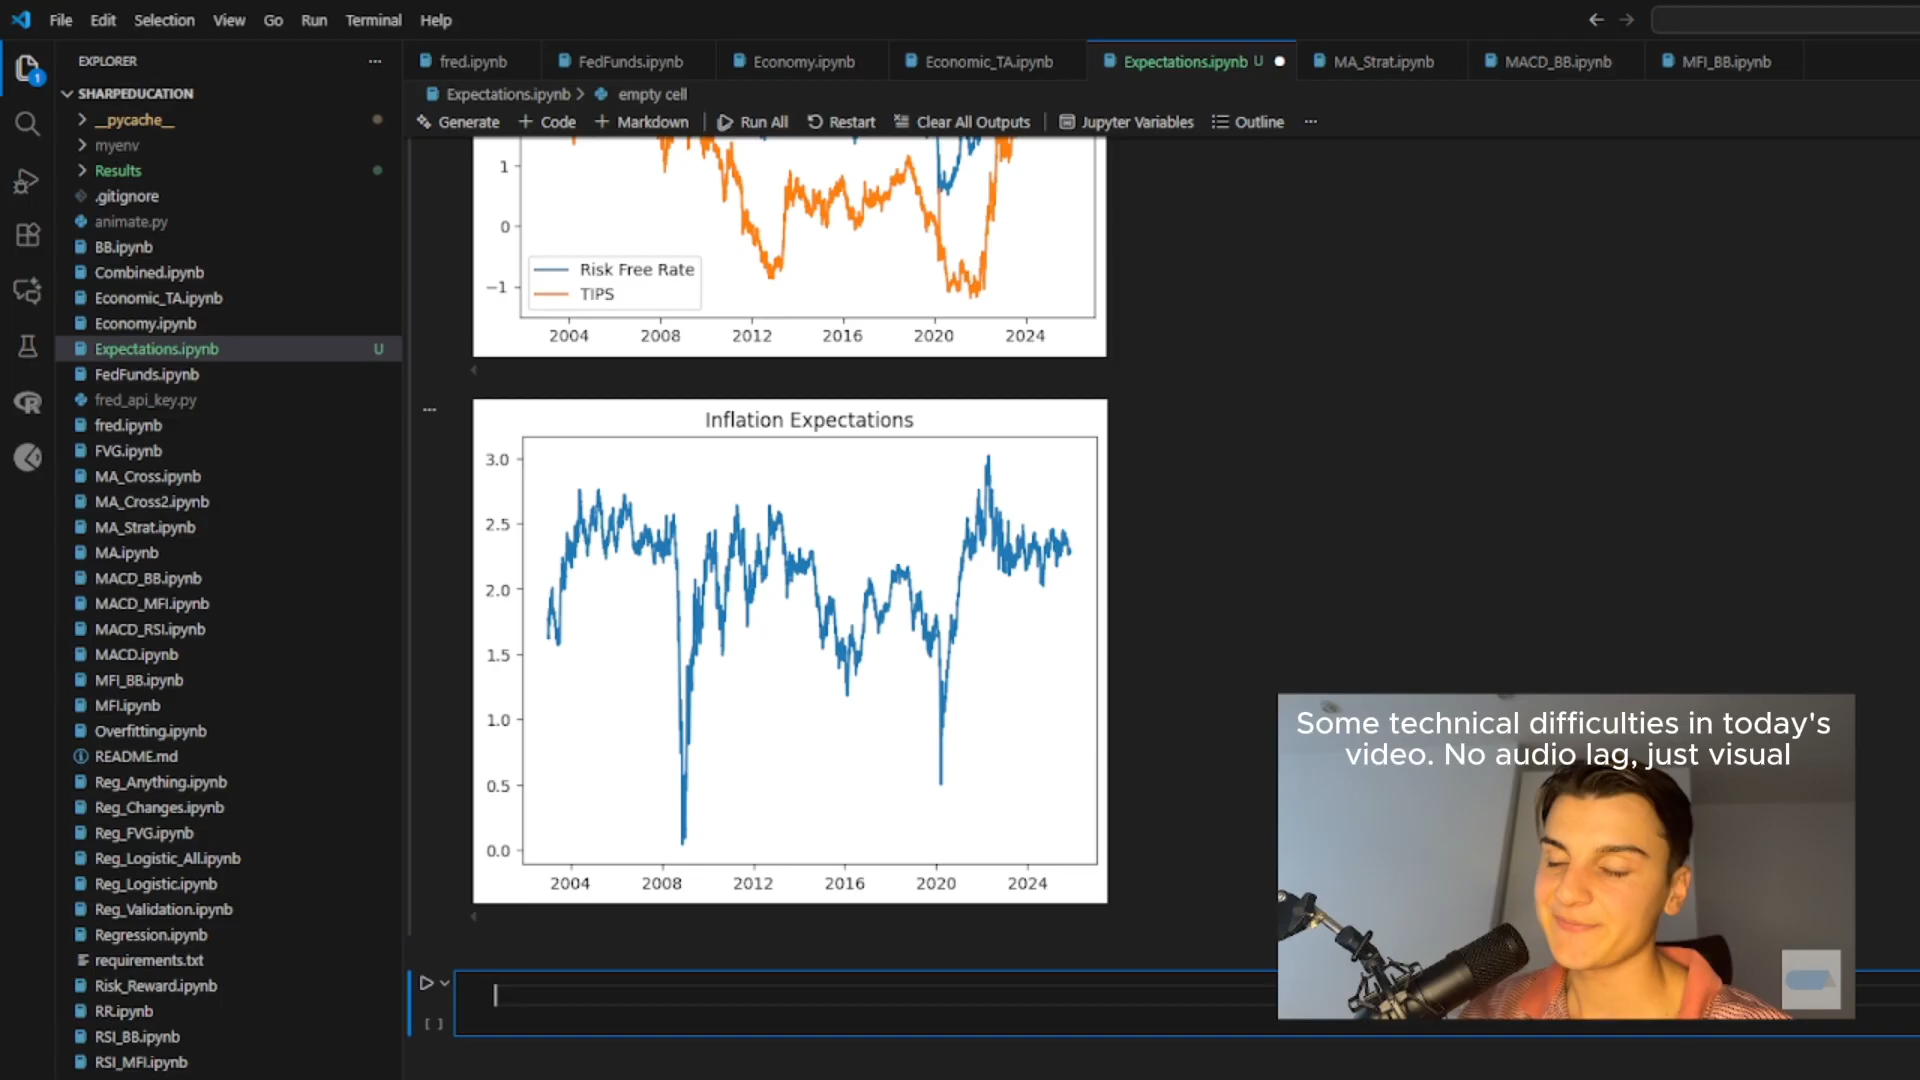 File Edit Selection View Go Run Terminal Help
EXPLORER
SHARPEDUCATION
__pycache__
myenv
Results
.gitignore
animate.py
BB.ipynb
Combined.ipynb
Economic_TA.ipynb
Economy.ipynb
Expectations.ipynb U
FedFunds.ipynb
fred_api_key.py
fred.ipynb
FVG.ipynb
MA_Cross.ipynb
MA_Cross2.ipynb
MA_Strat.ipynb
MA.ipynb
MACD_BB.ipynb
MACD_MFI.ipynb
MACD_RSI.ipynb
MACD.ipynb
MFI_BB.ipynb
MFI.ipynb
Overfitting.ipynb
README.md
Reg_Anything.ipynb
Reg_Changes.ipynb
Reg_FVG.ipynb
Reg_Logistic_All.ipynb
Reg_Logistic.ipynb
Reg_Validation.ipynb
Regression.ipynb
requirements.txt
Risk_Reward.ipynb
RR.ipynb
RSI_BB.ipynb
RSI_MFI.ipynb
1
fred.ipynb FedFunds.ipynb Economy.ipynb Economic_TA.ipynb Expectations.ipynb U MA_Strat.ipynb MACD_BB.ipynb MFI_BB.ipynb
Expectations.ipynb > empty cell
Generate + Code + Markdown Run All Restart Clear All Outputs Jupyter Variables Outline ...
1
0
−1
Risk Free Rate
TIPS
2004 2008 2012 2016 2020 2024
Inflation Expectations
3.0
2.5
2.0
1.5
1.0
0.5
0.0
2004 2008 2012 2016 2020 2024
[ ]
Some technical difficulties in today's
video. No audio lag, just visual